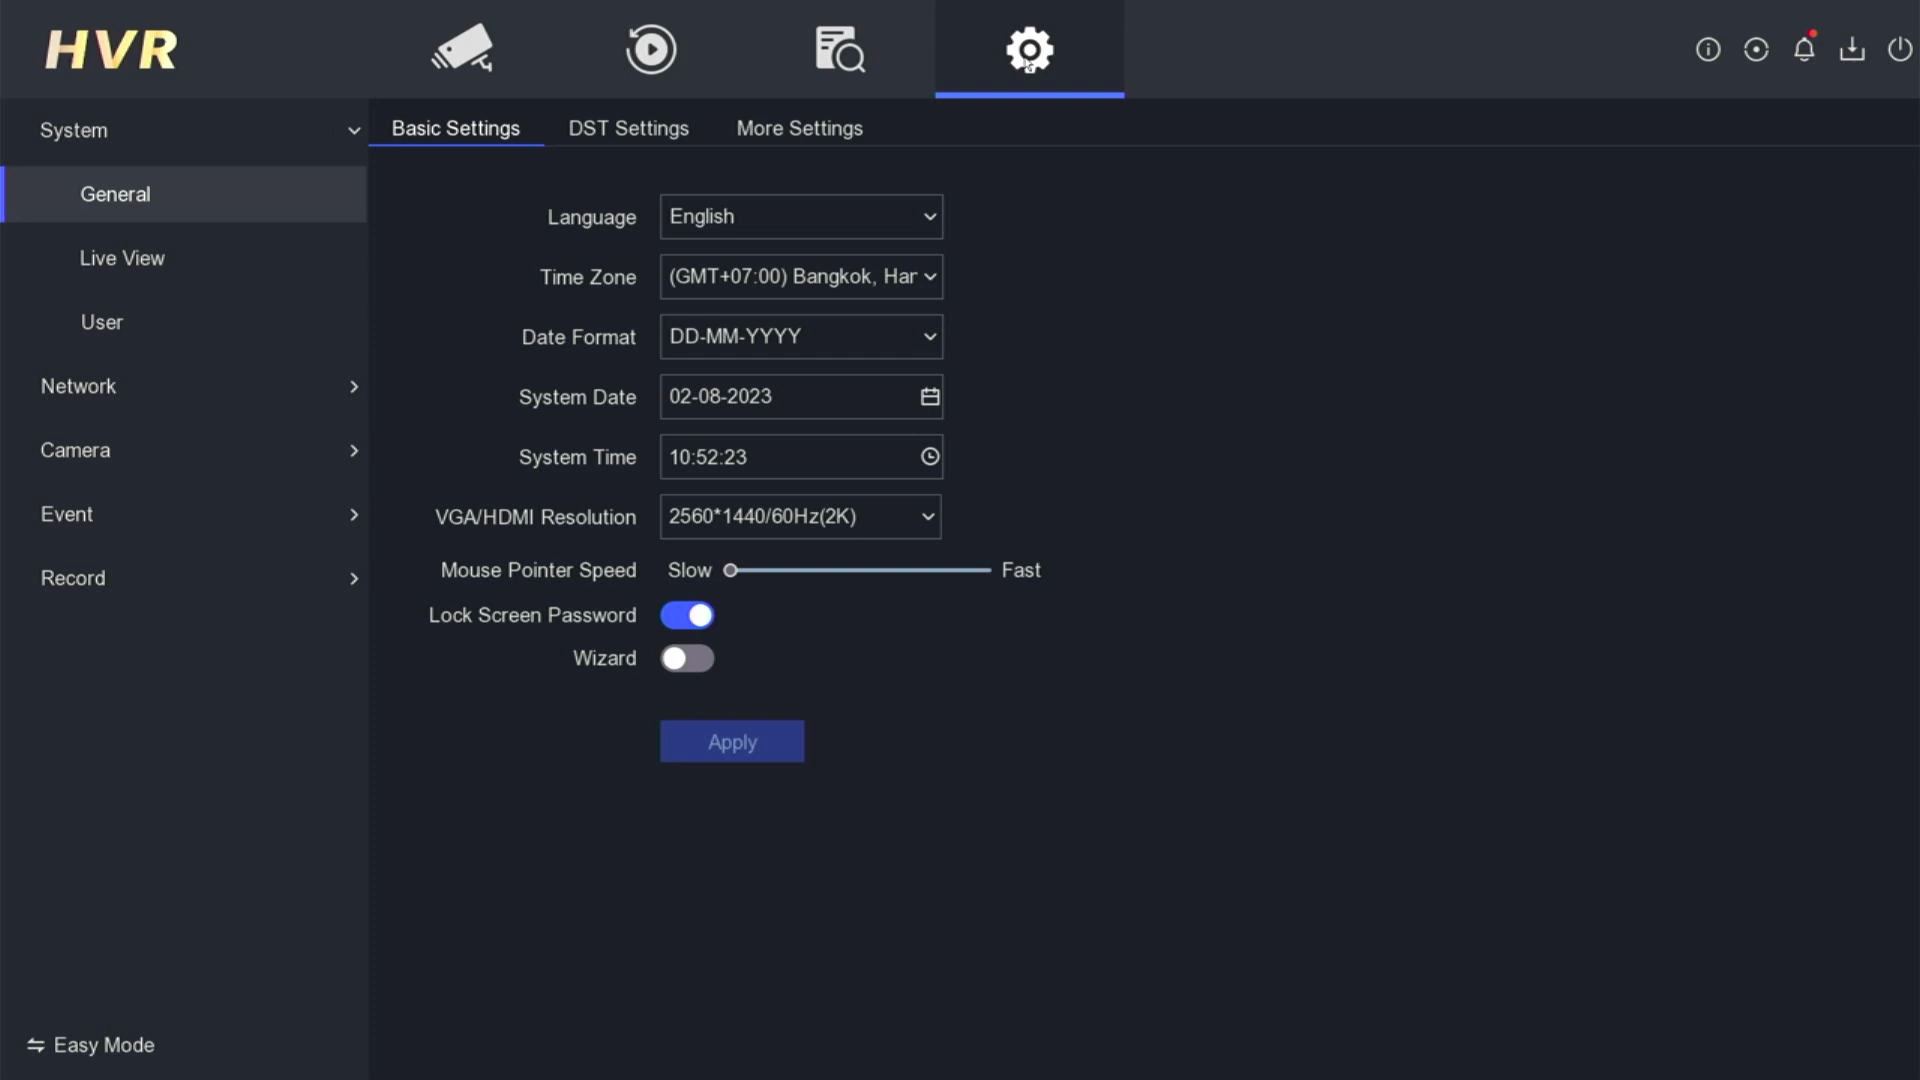 HVR
System
General
Live View
User
Network
Camera
Event
Record
Easy Mode
Basic Settings DST Settings More Settings
Language English
Time Zone (GMT+07:00) Bangkok, Har
Date Format DD-MM-YYYY
System Date 02-08-2023
System Time 10:52:23
VGA/HDMI Resolution 2560*1440/60Hz(2K)
Mouse Pointer Speed Slow Fast
Lock Screen Password
Wizard
Apply